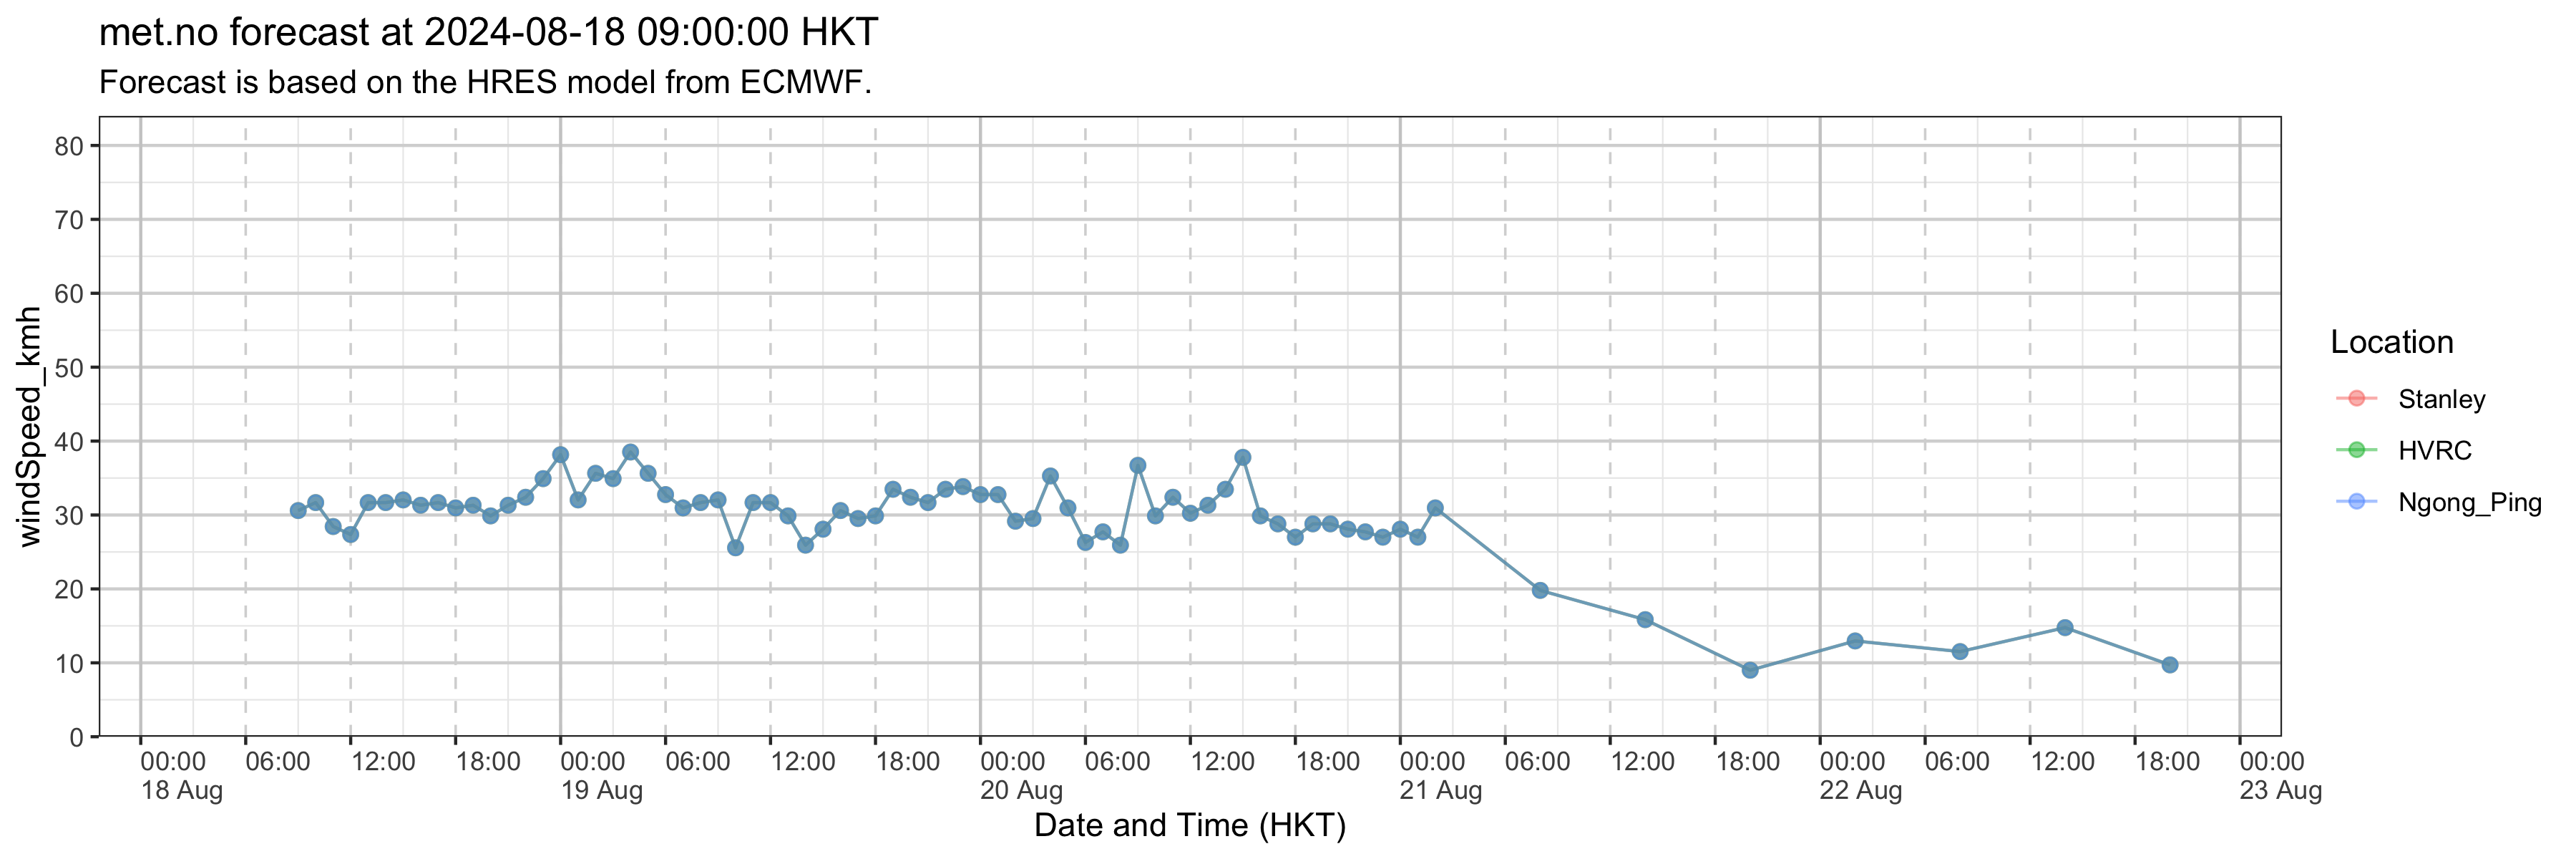 met.no forecast at 2024-08-18 09:00:00 HKT
Forecast is based on the HRES model from ECMWF.
windSpeed_kmh
80
70
60
50
40
30
20
10
0
00:00 06:00 12:00 18:00 00:00 06:00 12:00 18:00 00:00 06:00 12:00 18:00 00:00 06:00 12:00 18:00 00:00 06:00 12:00 18:00 00:00
18 Aug 19 Aug 20 Aug 21 Aug 22 Aug 23 Aug
Date and Time (HKT)
Location
Stanley
HVRC
Ngong_Ping